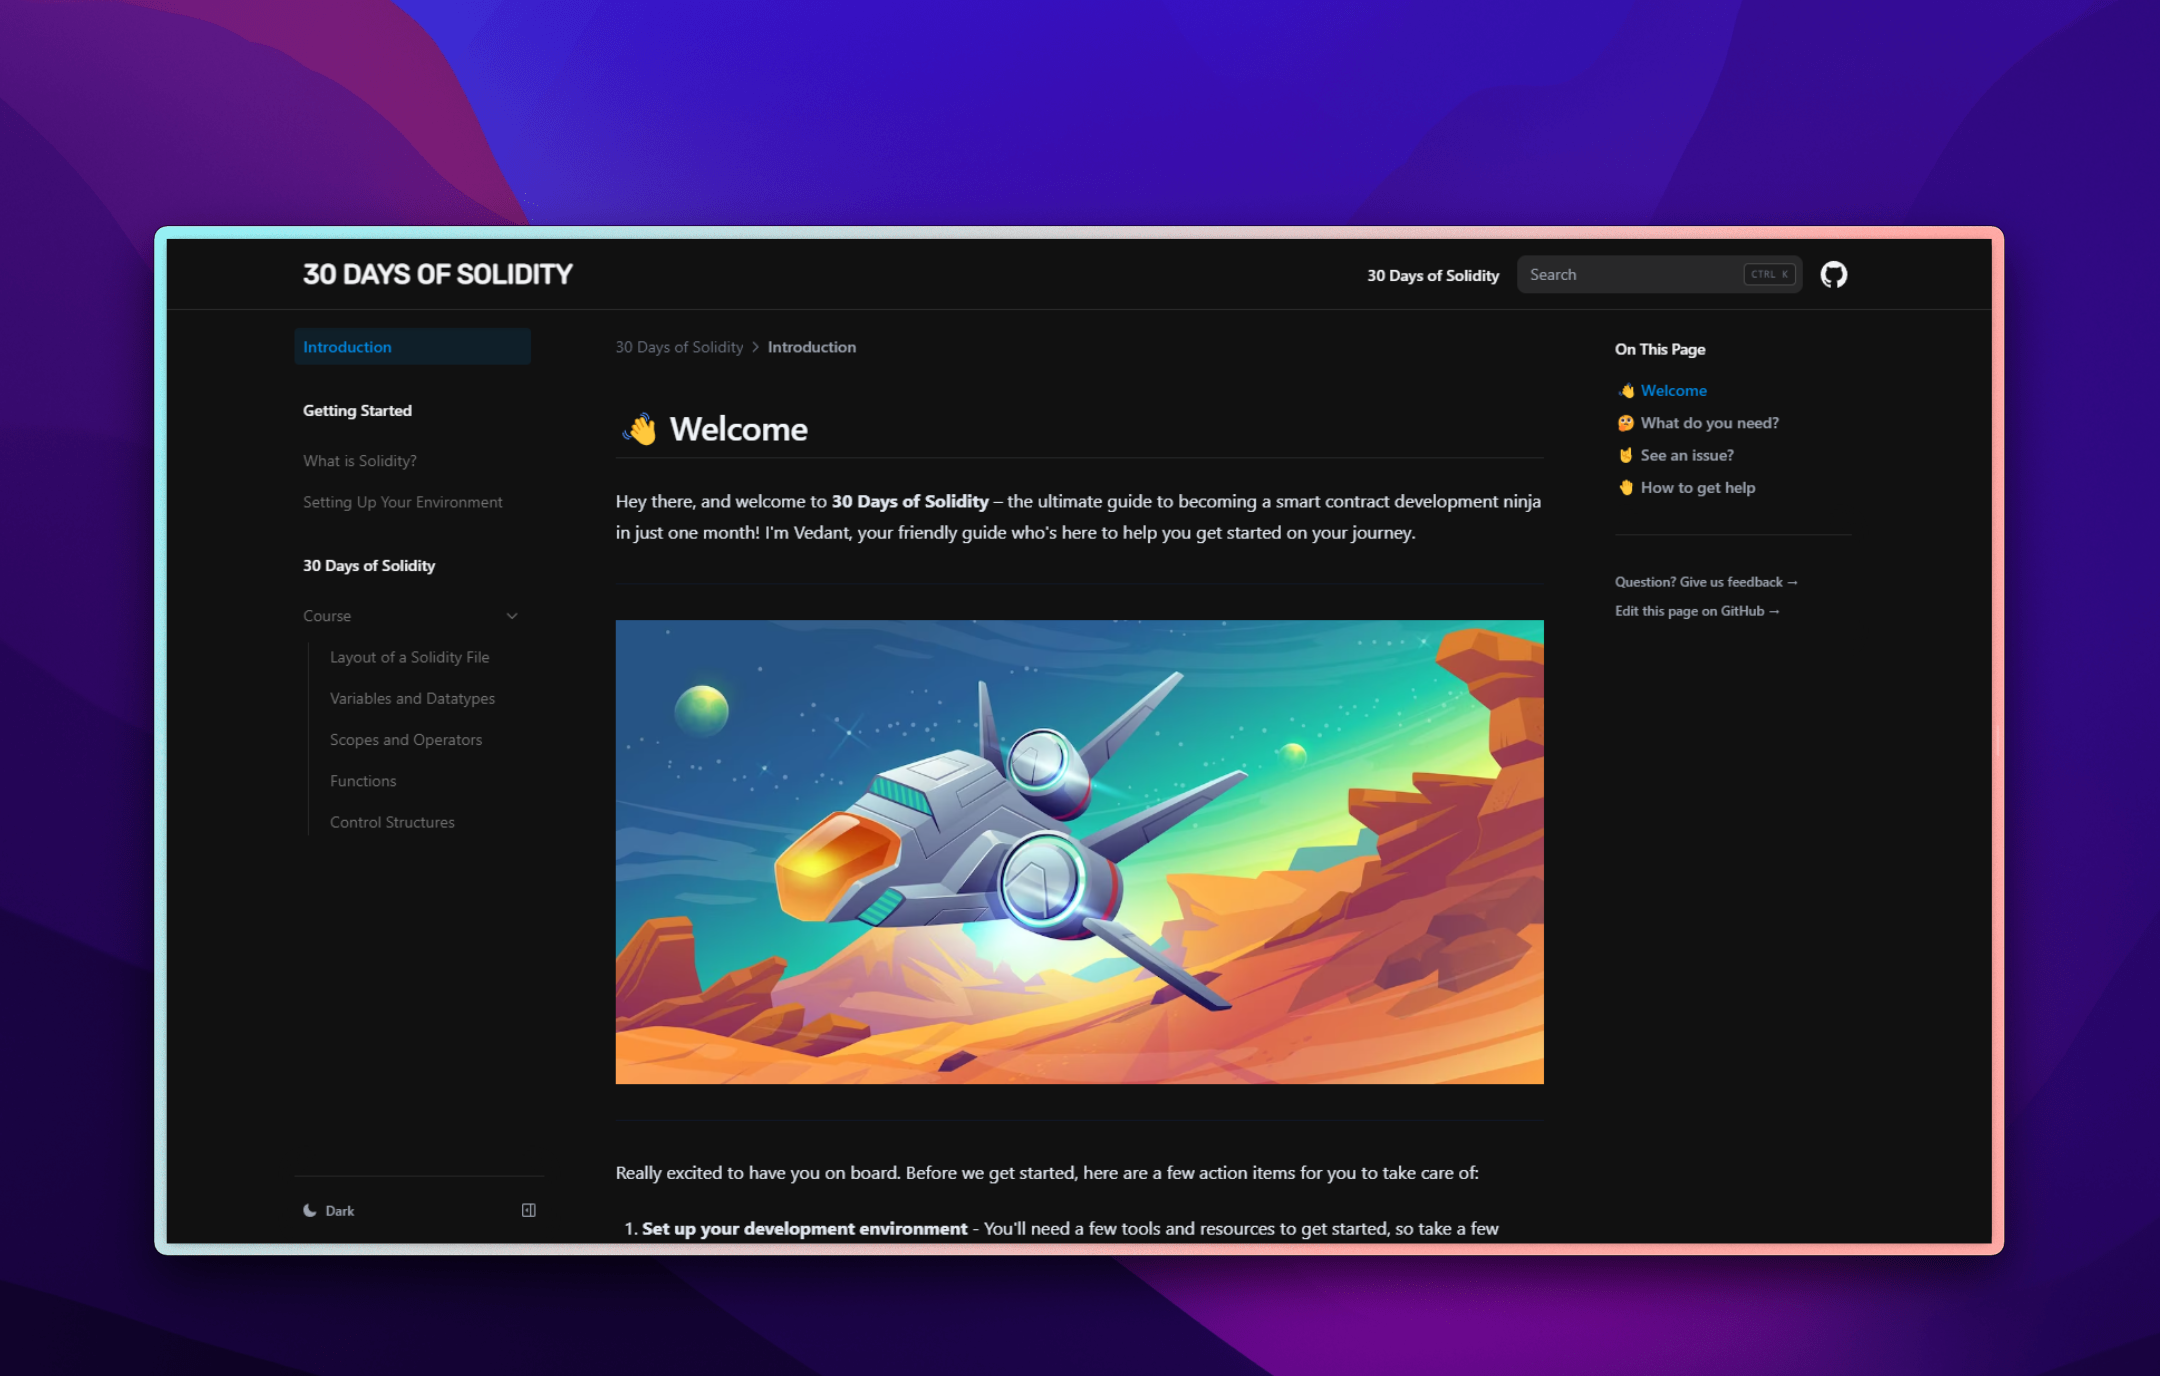 30 DAYS OF SOLIDITY
30 Days of Solidity
Search
CTRL K
Introduction
Getting Started
What is Solidity?
Setting Up Your Environment
30 Days of Solidity
Course
Layout of a Solidity File
Variables and Datatypes
Scopes and Operators
Functions
Control Structures
Dark
30 Days of Solidity > Introduction
👋 Welcome
Hey there, and welcome to 30 Days of Solidity – the ultimate guide to becoming a smart contract development ninja
in just one month! I'm Vedant, your friendly guide who's here to help you get started on your journey.
Really excited to have you on board. Before we get started, here are a few action items for you to take care of:
1. Set up your development environment - You'll need a few tools and resources to get started, so take a few
On This Page
👋 Welcome
🤔 What do you need?
🤘 See an issue?
🤚 How to get help
Question? Give us feedback →
Edit this page on GitHub →